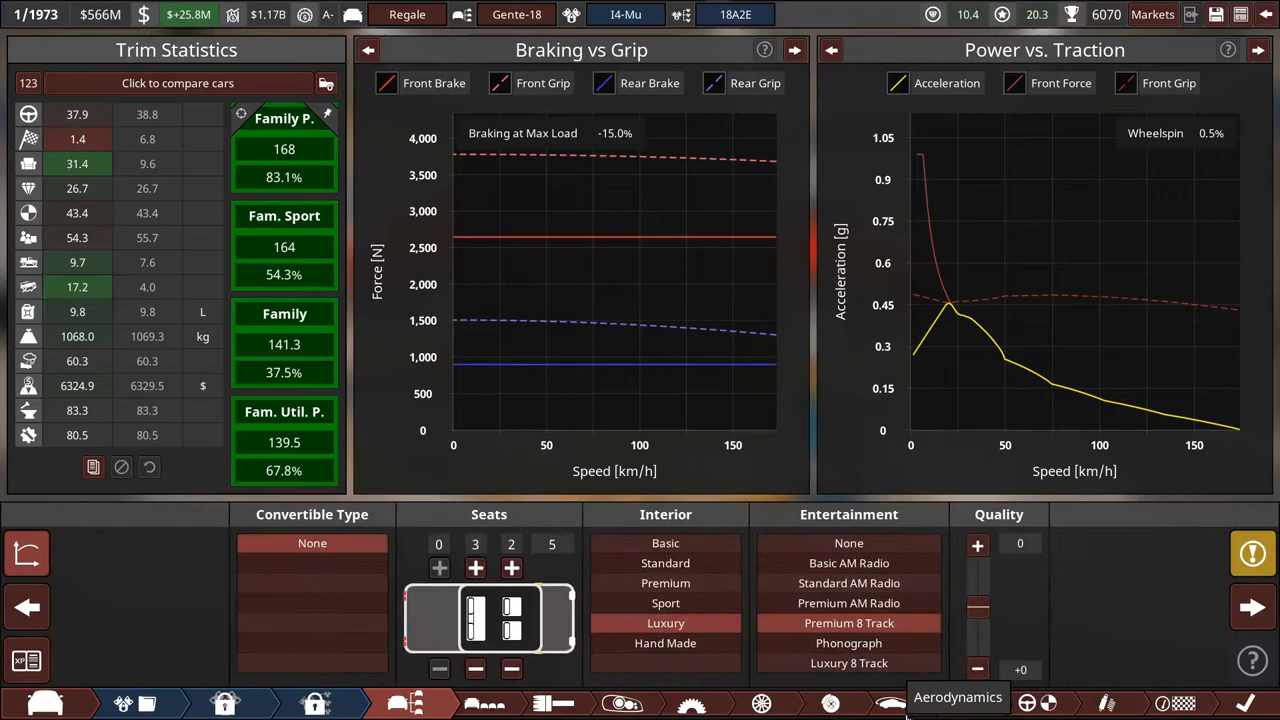 1/1973 $566M $+25.8M $1.17B A- Regale Gente-18 I4-Mu 18A2E 10.4 20.3 6070 Markets
Trim Statistics
123 Click to compare cars
37.9 38.8
1.4 6.8
31.4 9.6
26.7 26.7
43.4 43.4
54.3 55.7
9.7 7.6
17.2 4.0
9.8 9.8 L
1068.0 1069.3 kg
60.3 60.3
6324.9 6329.5 $
83.3 83.3
80.5 80.5
Family P.
168
83.1%
Fam. Sport
164
54.3%
Family
141.3
37.5%
Fam. Util. P.
139.5
67.8%
Braking vs Grip ?
Front Brake Front Grip Rear Brake Rear Grip
Braking at Max Load -15.0%
4,000
3,500
3,000
2,500
2,000
1,500
1,000
500
0
Force [N]
0 50 100 150
Speed [km/h]
Power vs. Traction ?
Acceleration Front Force Front Grip
Wheelspin 0.5%
1.05
0.9
0.75
0.6
0.45
0.3
0.15
0
Acceleration [g]
0 50 100 150
Speed [km/h]
Convertible Type
None
Seats
0 3 2 5
Interior
Basic
Standard
Premium
Sport
Luxury
Hand Made
Entertainment
None
Basic AM Radio
Standard AM Radio
Premium AM Radio
Premium 8 Track
Phonograph
Luxury 8 Track
Quality
+ 0
- +0
XP
?
Aerodynamics